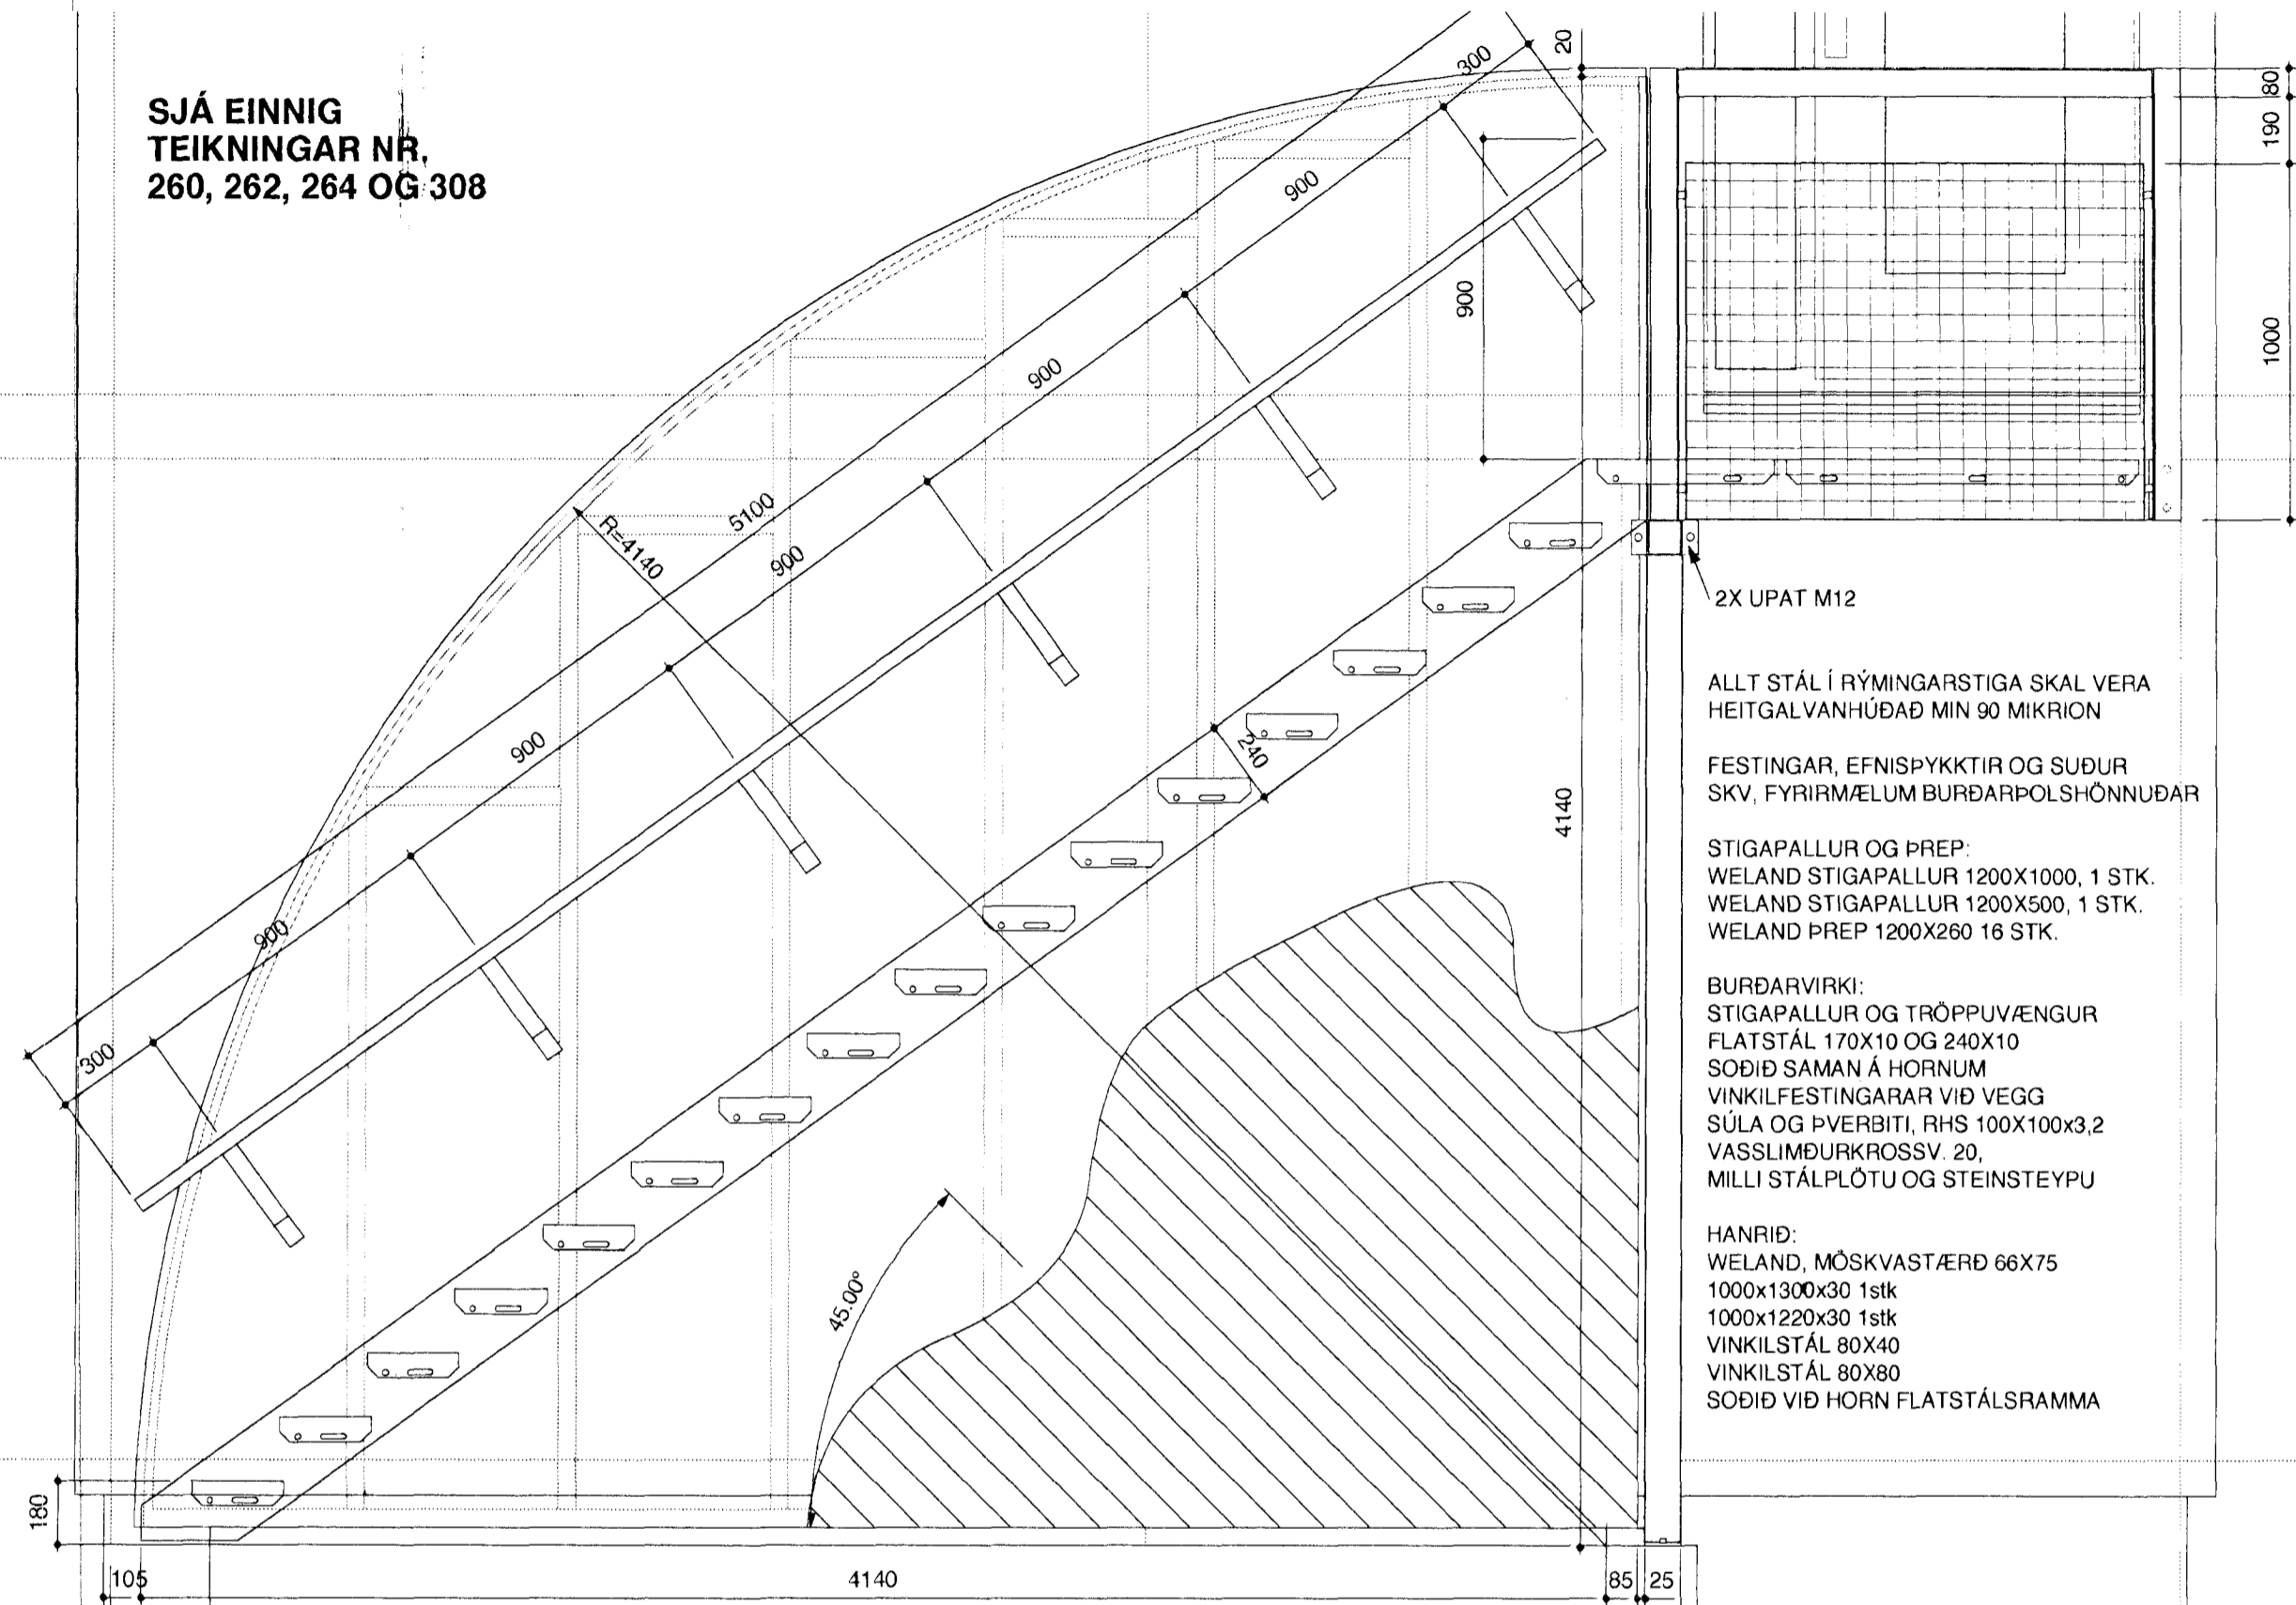 SJÁ EINNIG
TEIKNINGAR NR,
260, 262, 264 OG 308
20
300
80
190
900
900
1000
900
5100
R=4140
900
900
900
300
240
4140
45.00°
180
105
4140
85
25
2X UPAT M12
ALLT STÁL Í RÝMINGARSTIGA SKAL VERA
HEITGALVANHÚÐAÐ MIN 90 MIKRION
FESTINGAR, EFNISÞYKKTIR OG SUÐUR
SKV, FYRIRMÆLUM BURÐARÞOLSHÖNNUÐAR
STIGAPALLUR OG ÞREP:
WELAND STIGAPALLUR 1200X1000, 1 STK.
WELAND STIGAPALLUR 1200X500, 1 STK.
WELAND ÞREP 1200X260 16 STK.
BURÐARVIRKI:
STIGAPALLUR OG TRÖPPUVÆNGUR
FLATSTÁL 170X10 OG 240X10
SOÐIÐ SAMAN Á HORNUM
VINKILFESTINGARAR VIÐ VEGG
SÚLA OG ÞVERBITI, RHS 100X100x3,2
VASSLIMÐURKROSSV. 20,
MILLI STÁLPLÖTU OG STEINSTEYPU
HANRIÐ:
WELAND, MÖSKVASTÆRÐ 66X75
1000x1300x30 1stk
1000x1220x30 1stk
VINKILSTÁL 80X40
VINKILSTÁL 80X80
SOÐIÐ VIÐ HORN FLATSTÁLSRAMMA